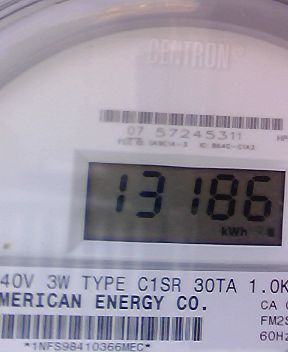 CENTRON®
07 57245311
13186
kWh
40V 3W TYPE C1SR 30TA 1.0K
MERICAN ENERGY CO.
CA
FM2S
60Hz
*1NFS98410366MEC*